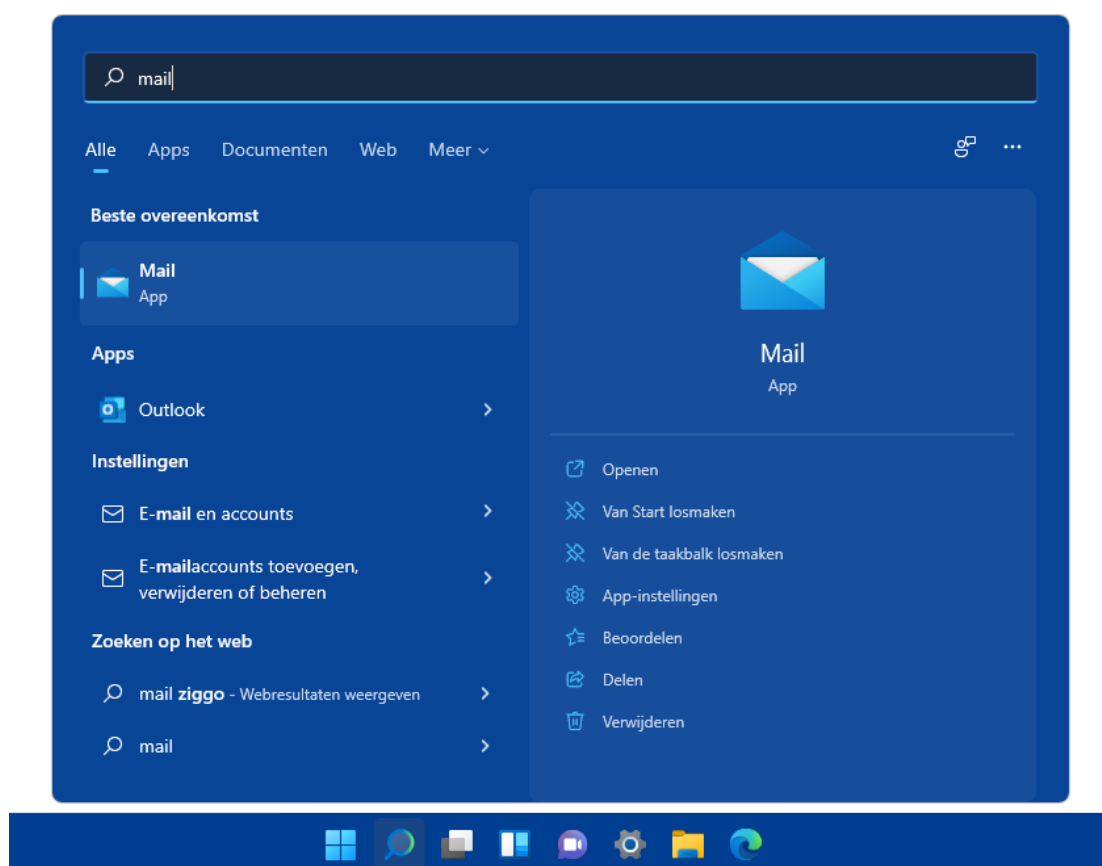 mail
Alle Apps Documenten Web Meer
Beste overeenkomst
Mail
App
Apps
Outlook
Instellingen
E-mail en accounts
E-mailaccounts toevoegen,
verwijderen of beheren
Zoeken op het web
mail ziggo - Webresultaten weergeven
mail
Mail
App
Openen
Van Start losmaken
Van de taakbalk losmaken
App-instellingen
Beoordelen
Delen
Verwijderen